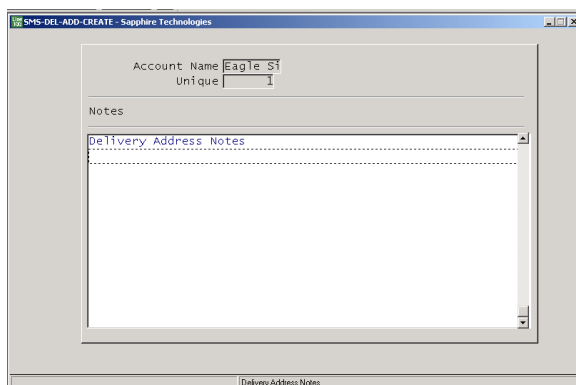 SMS-DEL-ADD-CREATE - Sapphire Technologies
Account Name Eagle Si
Unique 1
Notes
Delivery Address Notes
Delivery Address Notes